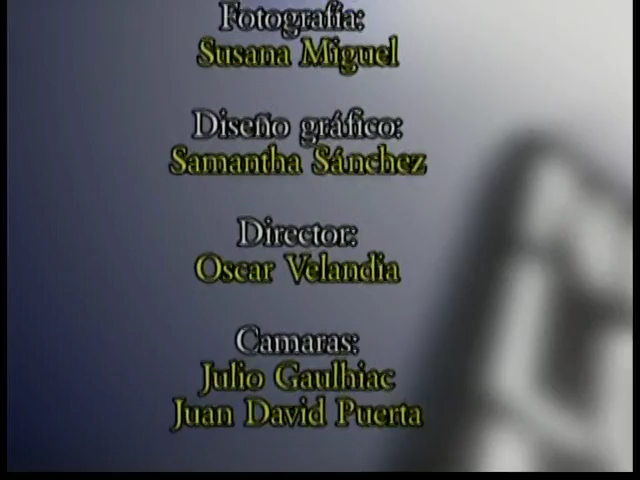 Fotografía:
Susana Miguel
Diseño gráfico:
Samantha Sánchez
Director:
Oscar Velandia
Camaras:
Julio Gaulhiac
Juan David Puerta